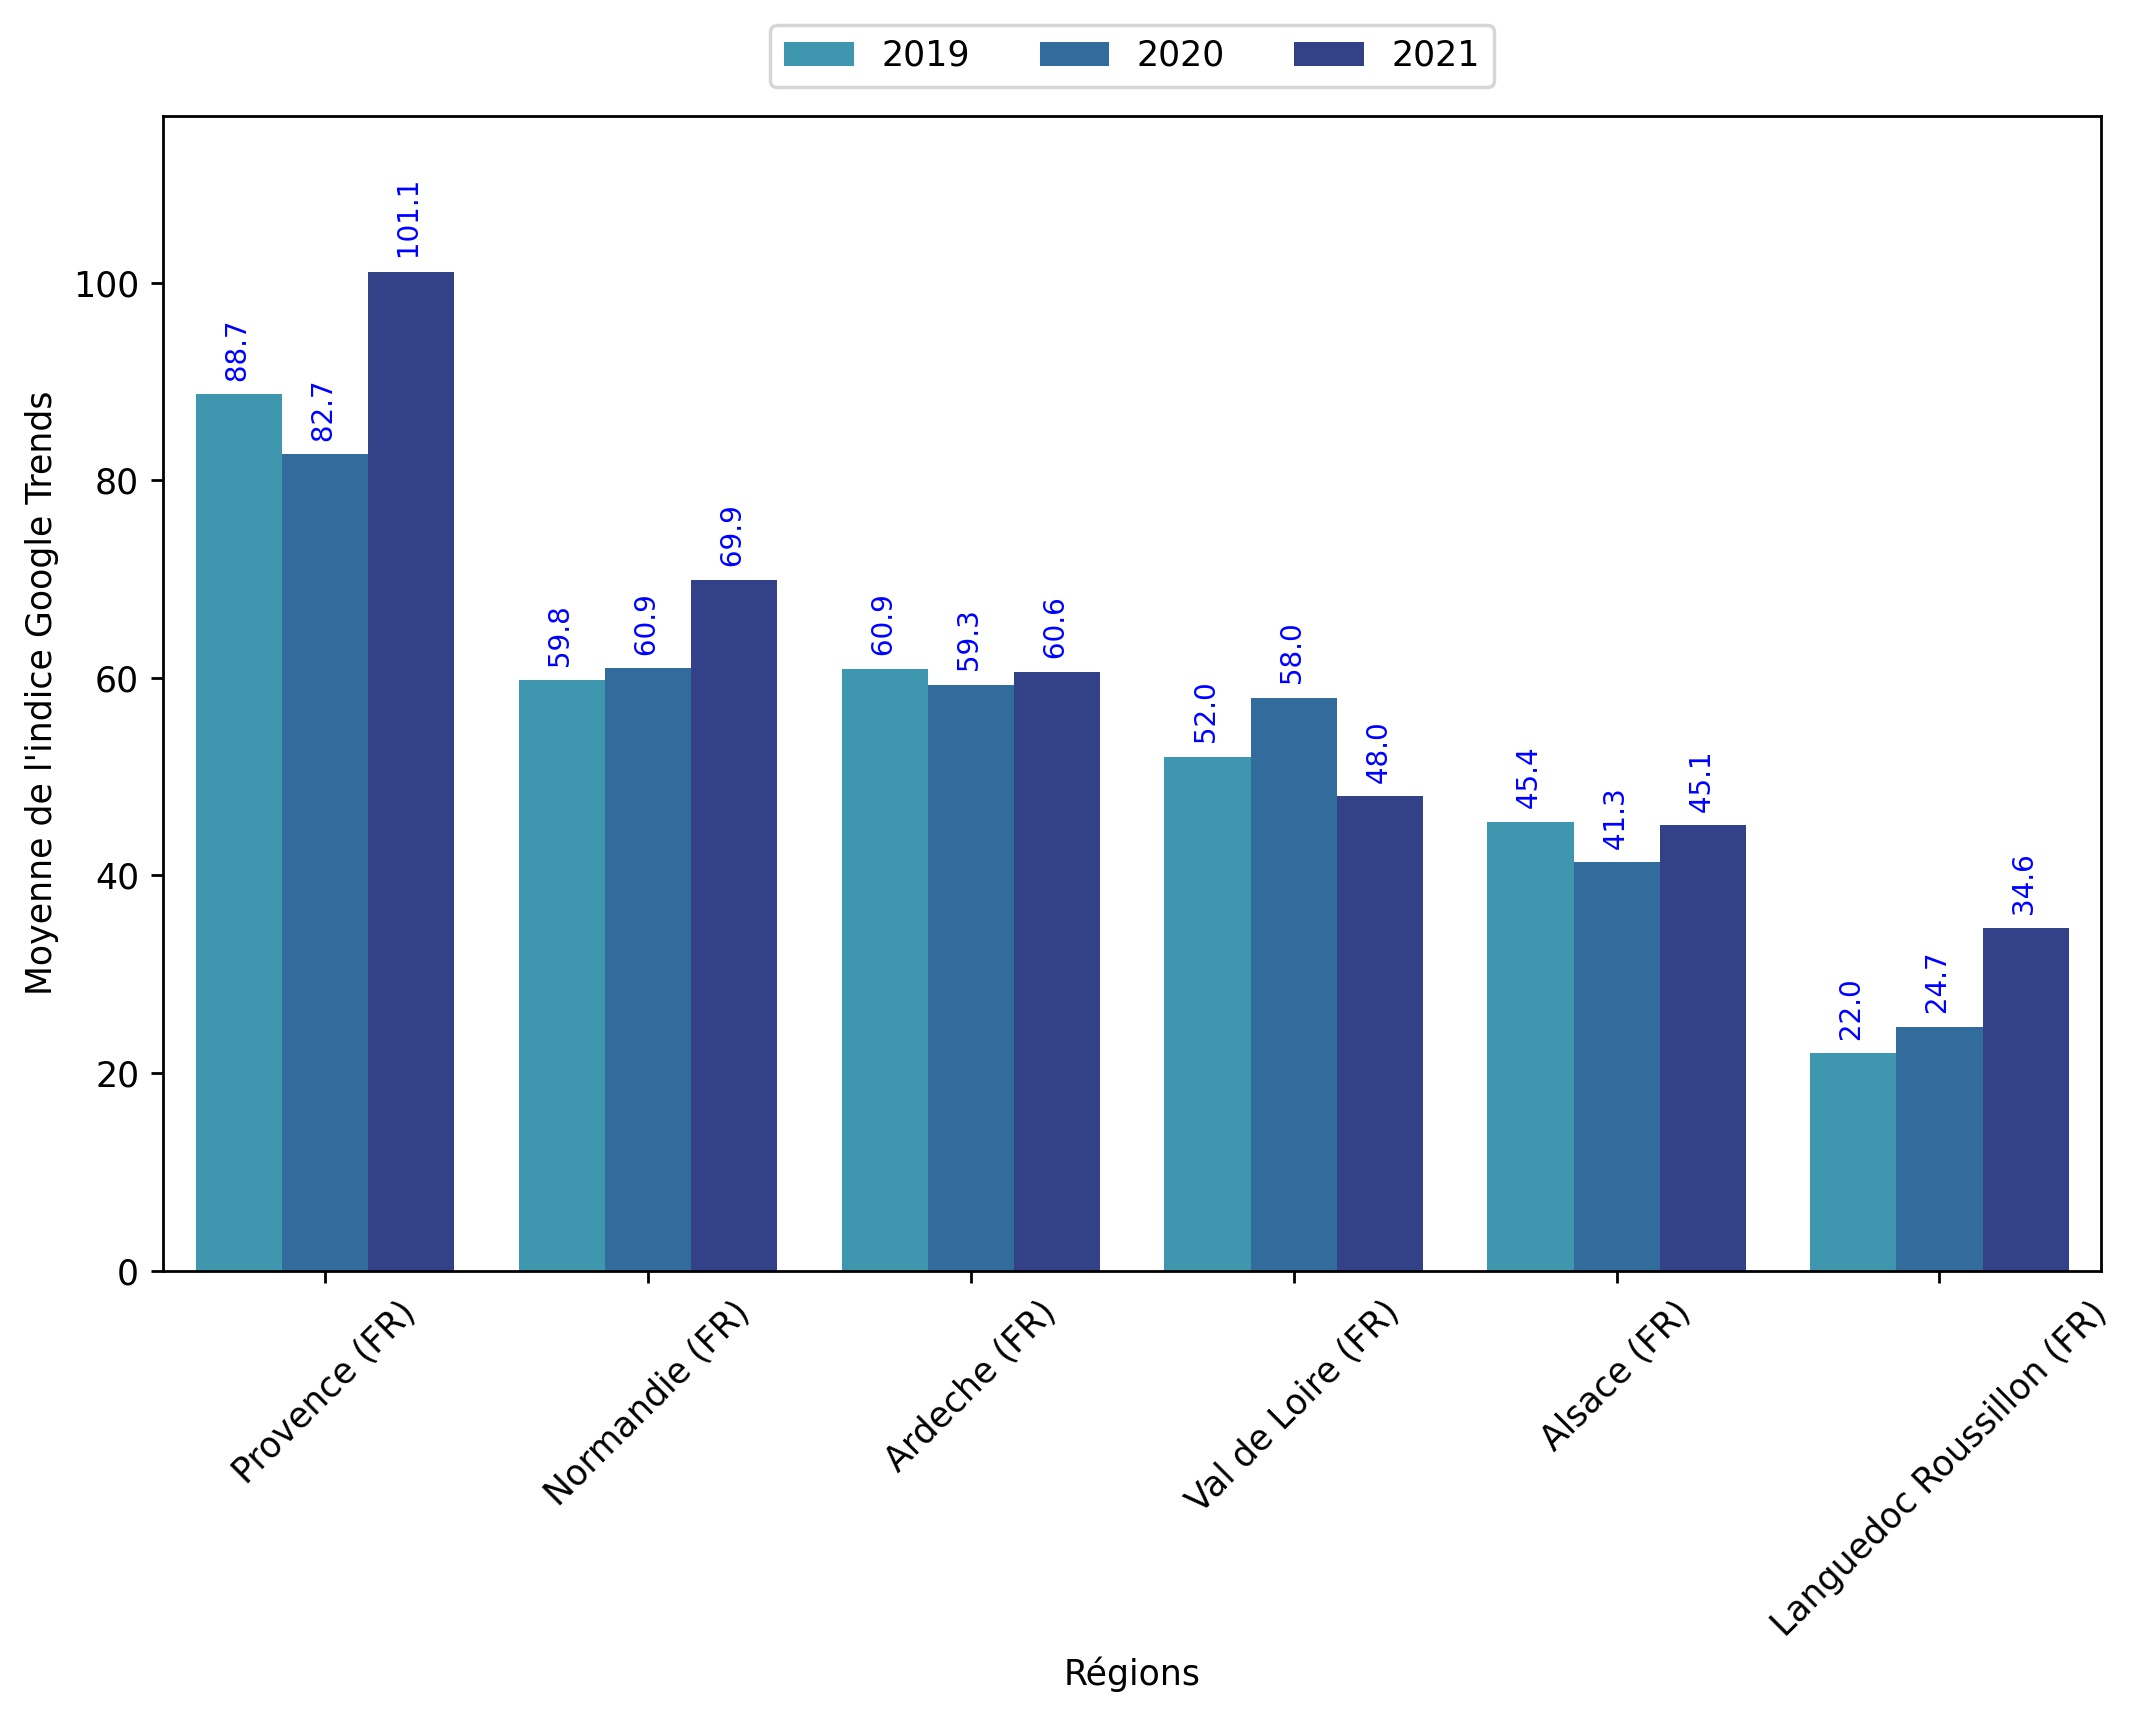 2019 2020 2021
Moyenne de l'indice Google Trends
100
80
60
40
20
0
88.7 82.7 101.1
59.8 60.9 69.9
60.9 59.3 60.6
52.0 58.0 48.0
45.4 41.3 45.1
22.0 24.7 34.6
Provence (FR)
Normandie (FR)
Ardeche (FR)
Val de Loire (FR)
Alsace (FR)
Languedoc Roussillon (FR)
Régions